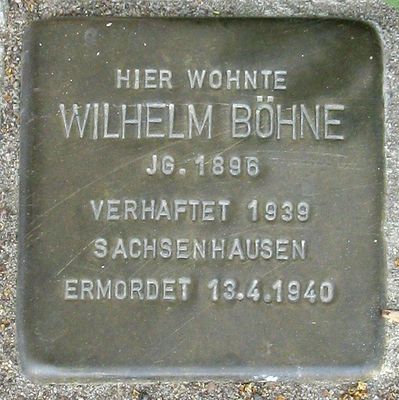 HIER WOHNTE
WILHELM BÖHNE
JG. 1896
VERHAFTET 1939
SACHSENHAUSEN
ERMORDET 13.4.1940